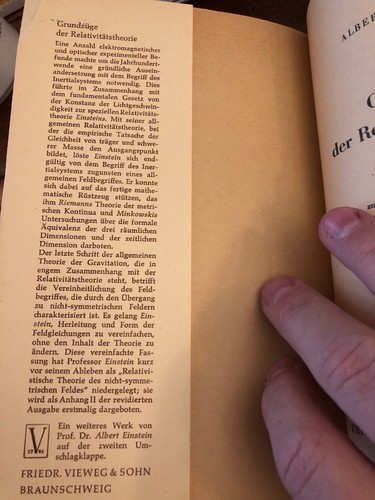 Grundzüge
der Relativitätstheorie
Eine Anzahl elektromagnetischer
und optischer experimenteller Be-
funde machte um die Jahrhundert-
wende eine gründliche Ausein-
andersetzung mit dem Begriff des
Inertialsystems notwendig. Dies
führte im Zusammenhang mit
dem fundamentalen Gesetz von
der Konstanz der Lichtgeschwin-
digkeit zur speziellen Relativitäts-
theorie Einsteins. Mit seiner all-
gemeinen Relativitätstheorie, bei
der die empirische Tatsache der
Gleichheit von träger und schwe-
rer Masse den Ausgangspunkt
bildet, löste Einstein sich end-
gültig von dem Begriff des Iner-
tialsystems zugunsten eines all-
gemeinen Feldbegriffes. Er konnte
sich dabei auf das fertige mathe-
matische Rüstzeug stützen, das
ihm Riemanns Theorie der metri-
schen Kontinua und Minkowskis
Untersuchungen über die formale
Äquivalenz der drei räumlichen
Dimensionen und der zeitlichen
Dimension darboten.
Der letzte Schritt der allgemeinen
Theorie der Gravitation, die in
engem Zusammenhang mit der
Relativitätstheorie steht, betrifft
die Vereinheitlichung des Feld-
begriffes, die durch den Übergang
zu nicht-symmetrischen Feldern
charakterisiert ist. Es gelang Ein-
stein, Herleitung und Form der
Feldgleichungen zu vereinfachen,
ohne den Inhalt der Theorie zu
ändern. Diese vereinfachte Fas-
sung hat Professor Einstein kurz
vor seinem Ableben als „Relativi-
stische Theorie des nicht-symme-
trischen Feldes" niedergelegt; sie
wird als Anhang II der revidierten
Ausgabe erstmalig dargeboten.
V
Ein weiteres Werk von
Prof. Dr. Albert Einstein
auf der zweiten Um-
schlagklappe.
FRIEDR. VIEWEG & SOHN
BRAUNSCHWEIG
ALBER
G
der Re
zu